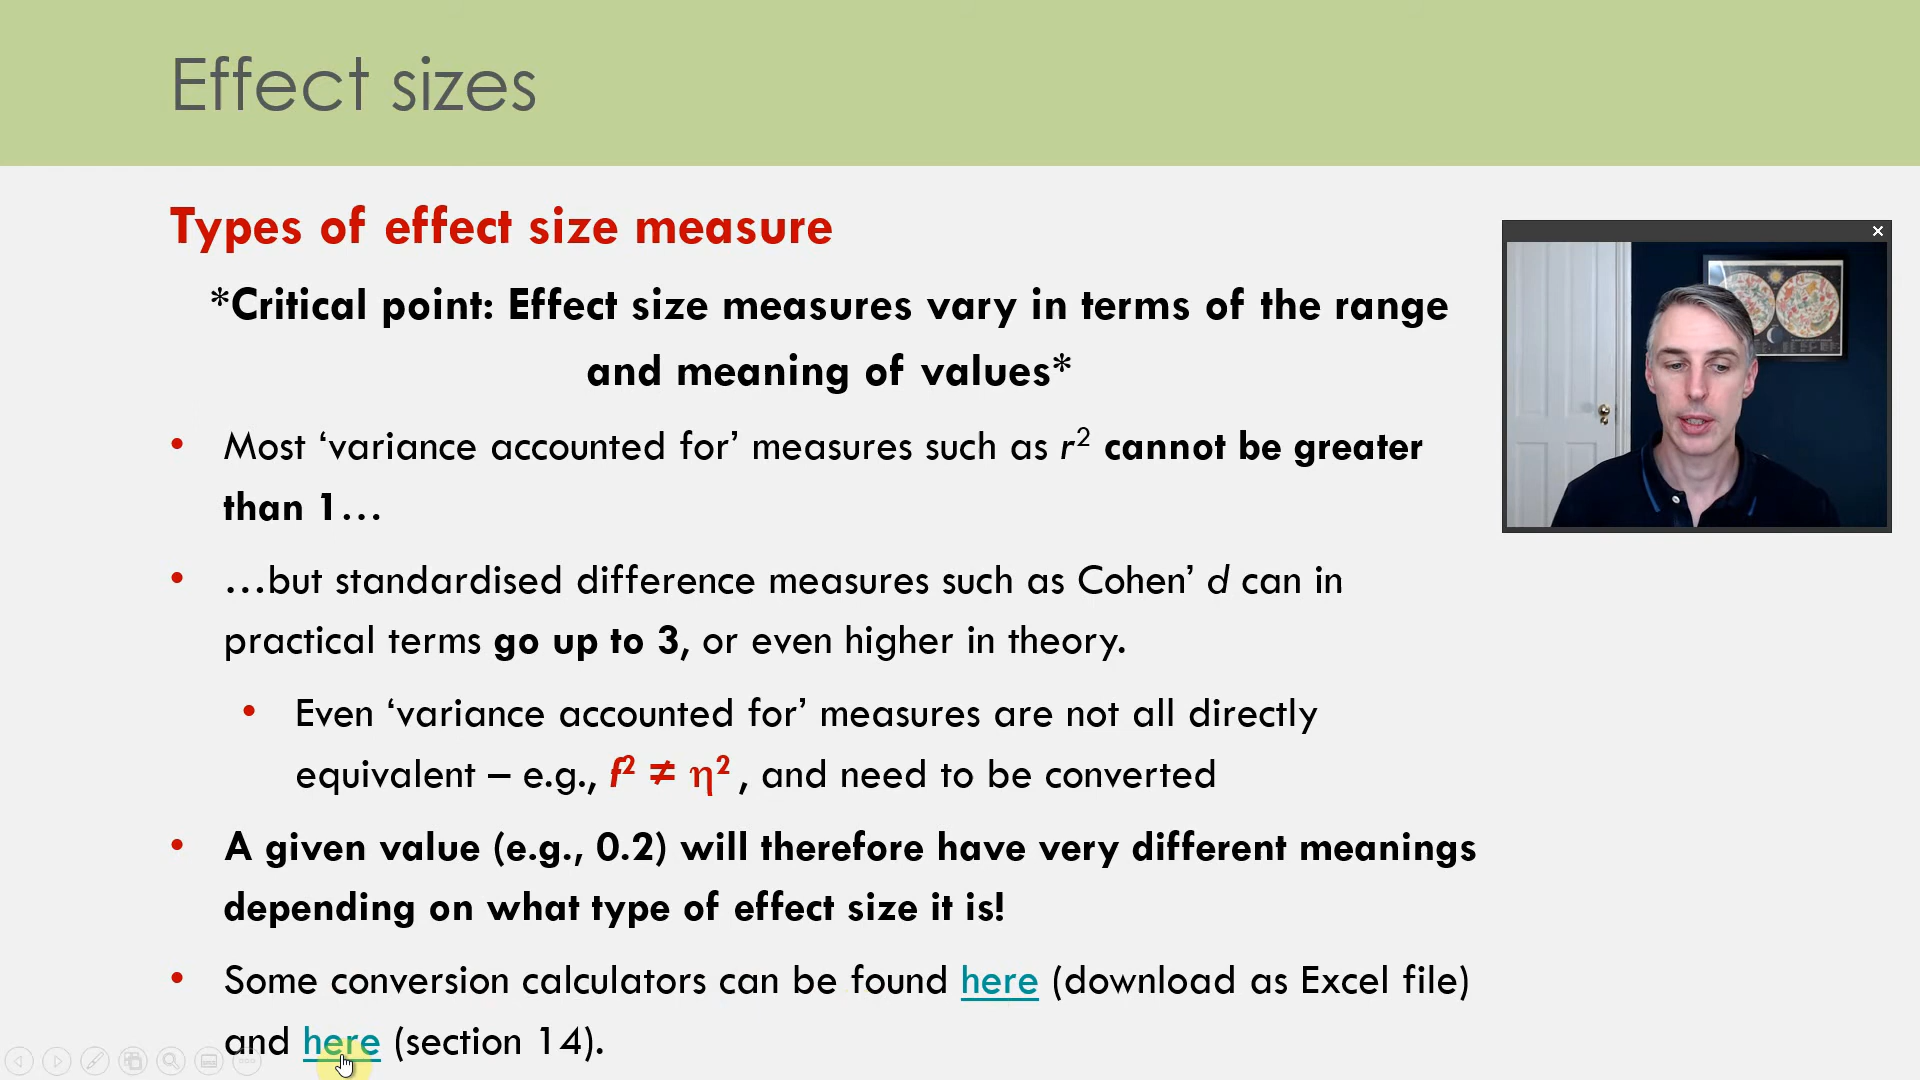 Effect sizes
Types of effect size measure
*Critical point: Effect size measures vary in terms of the range
and meaning of values*
• Most ‘variance accounted for’ measures such as r² cannot be greater
than 1…
• …but standardised difference measures such as Cohen’ d can in
practical terms go up to 3, or even higher in theory.
• Even ‘variance accounted for’ measures are not all directly
equivalent – e.g., f² ≠ η² , and need to be converted
• A given value (e.g., 0.2) will therefore have very different meanings
depending on what type of effect size it is!
• Some conversion calculators can be found here (download as Excel file)
and here (section 14).